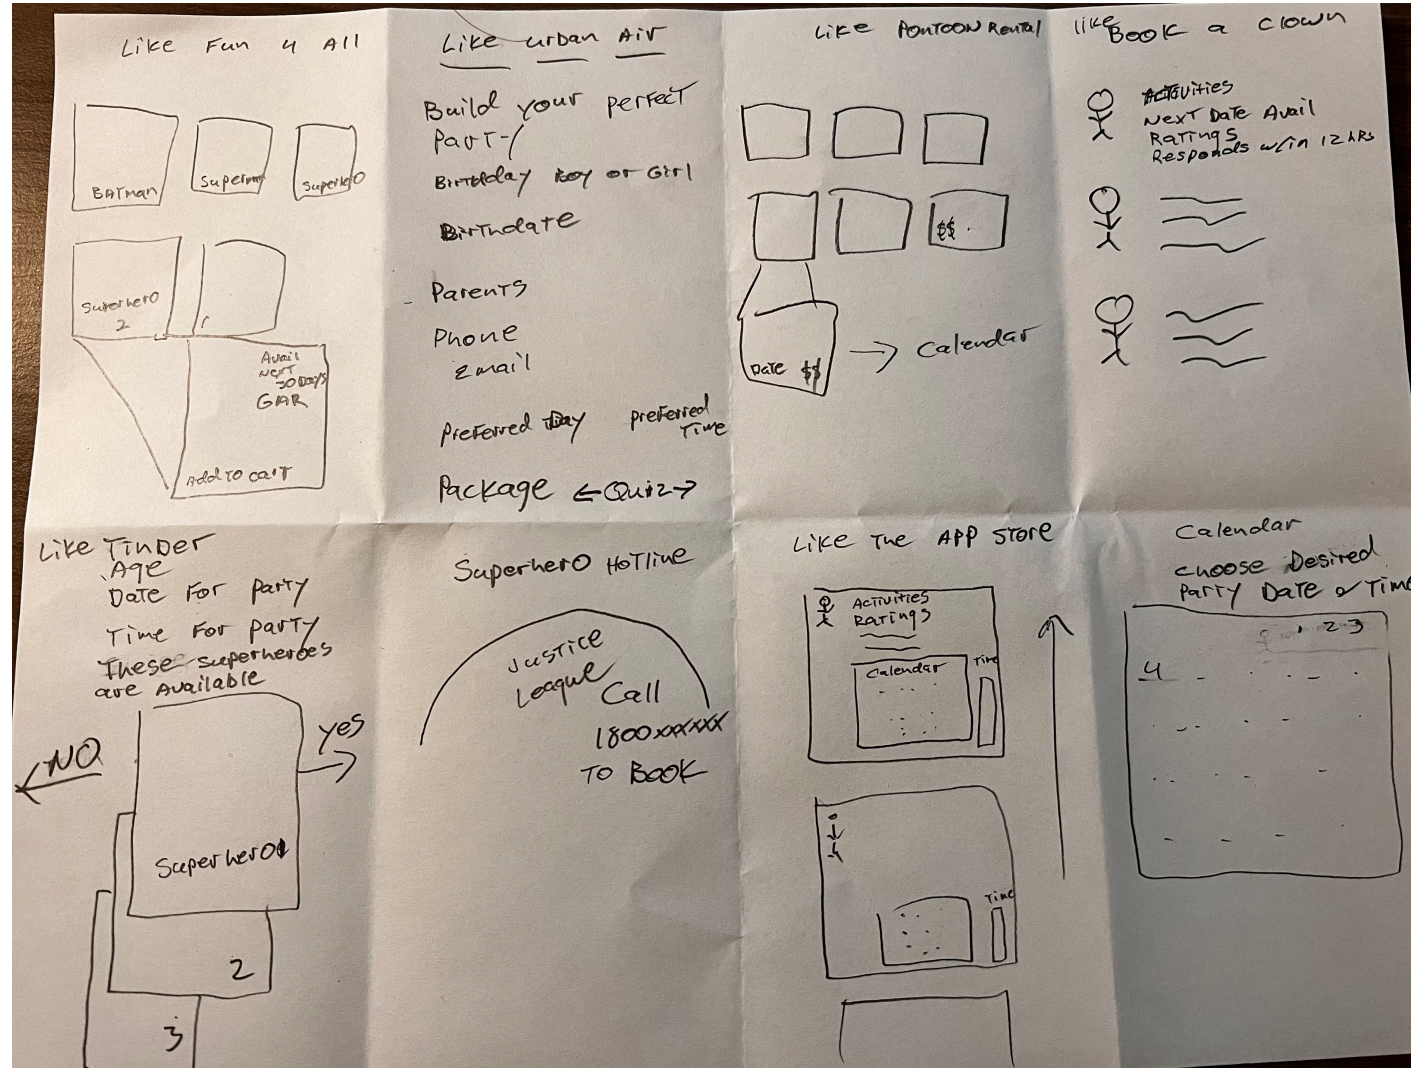 Like Fun 4 All
BATMAN
Superman
Superhero
Superhero
2
Avail
Next
30 Days
GAR
Add to cart
Like Urban Air
Build your perfect
Party
Birthday Boy or Girl
Birthdate
Parents
Phone
Email
Preferred Day
preferred
Time
Package ←Quiz→
Like Pontoon Rental
$$
Date $$
→ Calendar
like
Book a Clown
Activities
Next Date Avail
Ratings
Responds w/in 12 hRs
Like Tinder
Age
Date For Party
Time For party
These superheroes
are Available
NO
yes
Superhero 1
2
3
Superhero Hotline
Justice
League
Call
1800xxxxxx
To Book
Like The App Store
Activities
Ratings
Calendar
Time
Time
Calendar
choose Desired
Party Date & Time
1 2 3
4